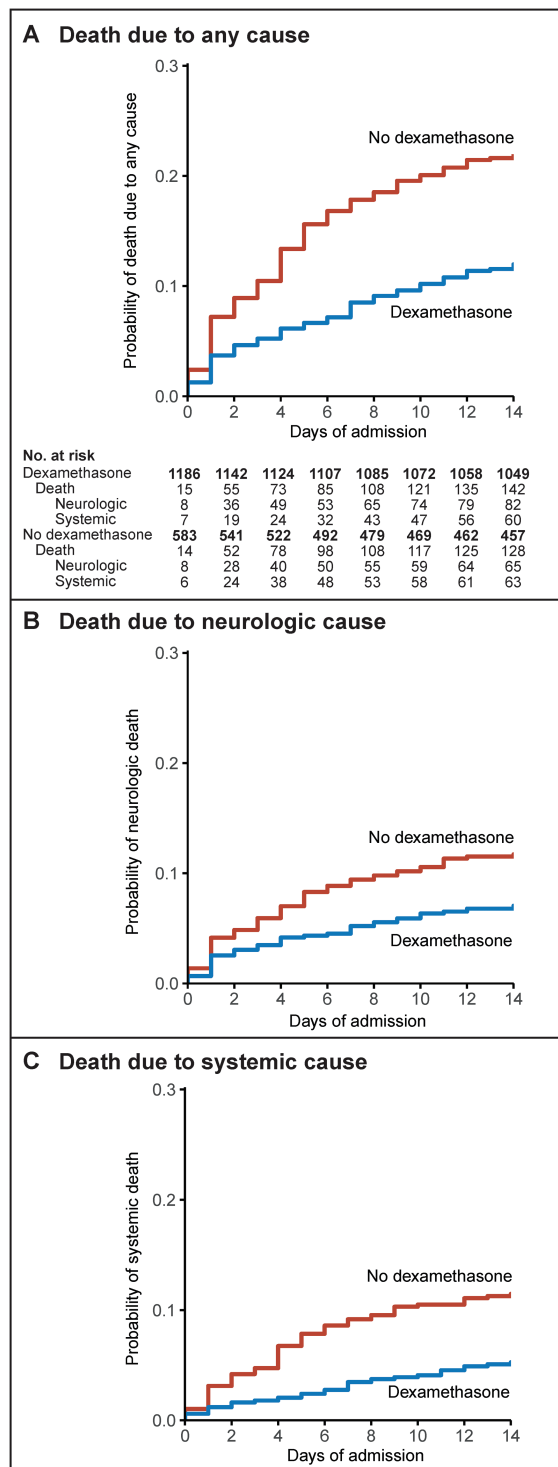 A Death due to any cause
0.3
0.2
0.1
0.0
Probability of death due to any cause
No dexamethasone
Dexamethasone
0 2 4 6 8 10 12 14
Days of admission
No. at risk
Dexamethasone 1186 1142 1124 1107 1085 1072 1058 1049
Death 15 55 73 85 108 121 135 142
Neurologic 8 36 49 53 65 74 79 82
Systemic 7 19 24 32 43 47 56 60
No dexamethasone 583 541 522 492 479 469 462 457
Death 14 52 78 98 108 117 125 128
Neurologic 8 28 40 50 55 59 64 65
Systemic 6 24 38 48 53 58 61 63
B Death due to neurologic cause
0.3
0.2
0.1
0.0
Probability of neurologic death
No dexamethasone
Dexamethasone
0 2 4 6 8 10 12 14
Days of admission
C Death due to systemic cause
0.3
0.2
0.1
0.0
Probability of systemic death
No dexamethasone
Dexamethasone
0 2 4 6 8 10 12 14
Days of admission